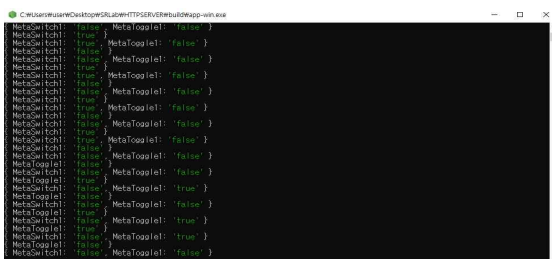 C:₩Users₩user₩Desktop₩SRLab₩HTTPSERVER₩build₩app-win.exe
{ MetaSwitch1: 'false', MetaToggle1: 'false' }
{ MetaSwitch1: 'true' }
{ MetaSwitch1: 'true', MetaToggle1: 'false' }
{ MetaSwitch1: 'false' }
{ MetaSwitch1: 'false', MetaToggle1: 'false' }
{ MetaSwitch1: 'true' }
{ MetaSwitch1: 'true', MetaToggle1: 'false' }
{ MetaSwitch1: 'false' }
{ MetaSwitch1: 'false', MetaToggle1: 'false' }
{ MetaSwitch1: 'true' }
{ MetaSwitch1: 'true', MetaToggle1: 'false' }
{ MetaSwitch1: 'false' }
{ MetaSwitch1: 'false', MetaToggle1: 'false' }
{ MetaSwitch1: 'true' }
{ MetaSwitch1: 'true', MetaToggle1: 'false' }
{ MetaSwitch1: 'false' }
{ MetaSwitch1: 'false', MetaToggle1: 'false' }
{ MetaToggle1: 'false' }
{ MetaSwitch1: 'false', MetaToggle1: 'false' }
{ MetaToggle1: 'true' }
{ MetaSwitch1: 'false', MetaToggle1: 'true' }
{ MetaToggle1: 'false' }
{ MetaSwitch1: 'false', MetaToggle1: 'false' }
{ MetaToggle1: 'true' }
{ MetaSwitch1: 'false', MetaToggle1: 'true' }
{ MetaToggle1: 'true' }
{ MetaSwitch1: 'false', MetaToggle1: 'true' }
{ MetaToggle1: 'false' }
{ MetaSwitch1: 'false', MetaToggle1: 'false' }